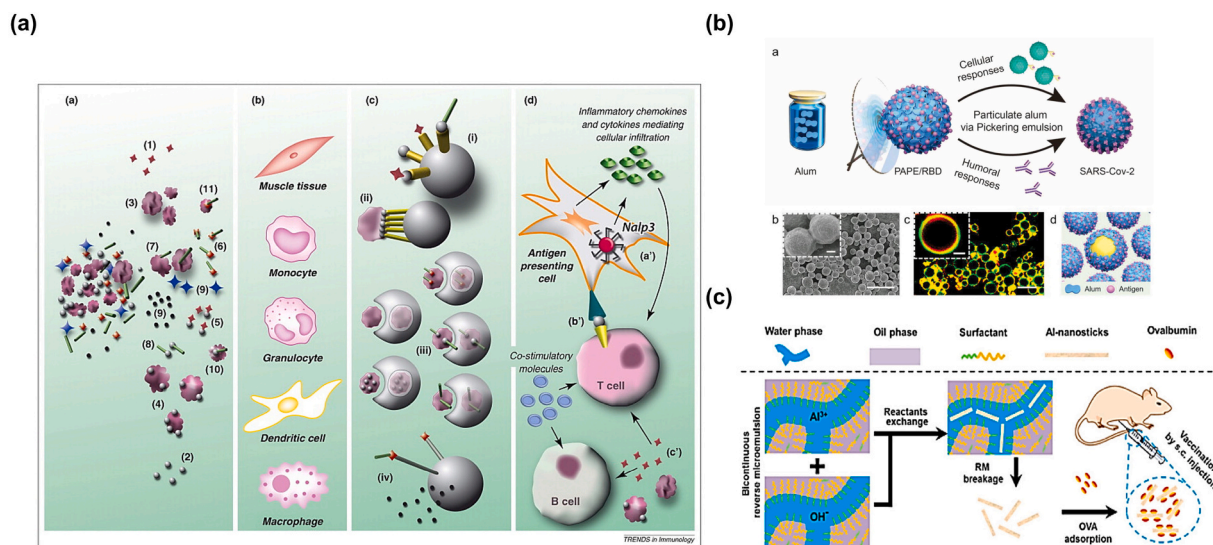 (a)
(a)
(1)
(3)
(11)
(7)
(6)
(9)
(9)
(5)
(8)
(10)
(4)
(2)
(b)
Muscle tissue
Monocyte
Granulocyte
Dendritic cell
Macrophage
(c)
(i)
(ii)
(iii)
(iv)
(d)
Inflammatory chemokines
and cytokines mediating
cellular infiltration
Nalp3
Antigen
presenting
cell
(a')
(b')
Co-stimulatory
molecules
T cell
(c')
B cell
TRENDS in Immunology
(b)
a
Cellular
responses
Particulate alum
via Pickering emulsion
Humoral
responses
Alum
PAPE/RBD
SARS-Cov-2
b
c
d
Alum
Antigen
(c)
Water phase
Oil phase
Surfactant
Al-nanosticks
Ovalbumin
Bicontinuous
reverse microemulsion
Al³⁺
+
OH⁻
Reactants
exchange
RM
breakage
OVA
adsorption
Vaccination
by s.c. injection